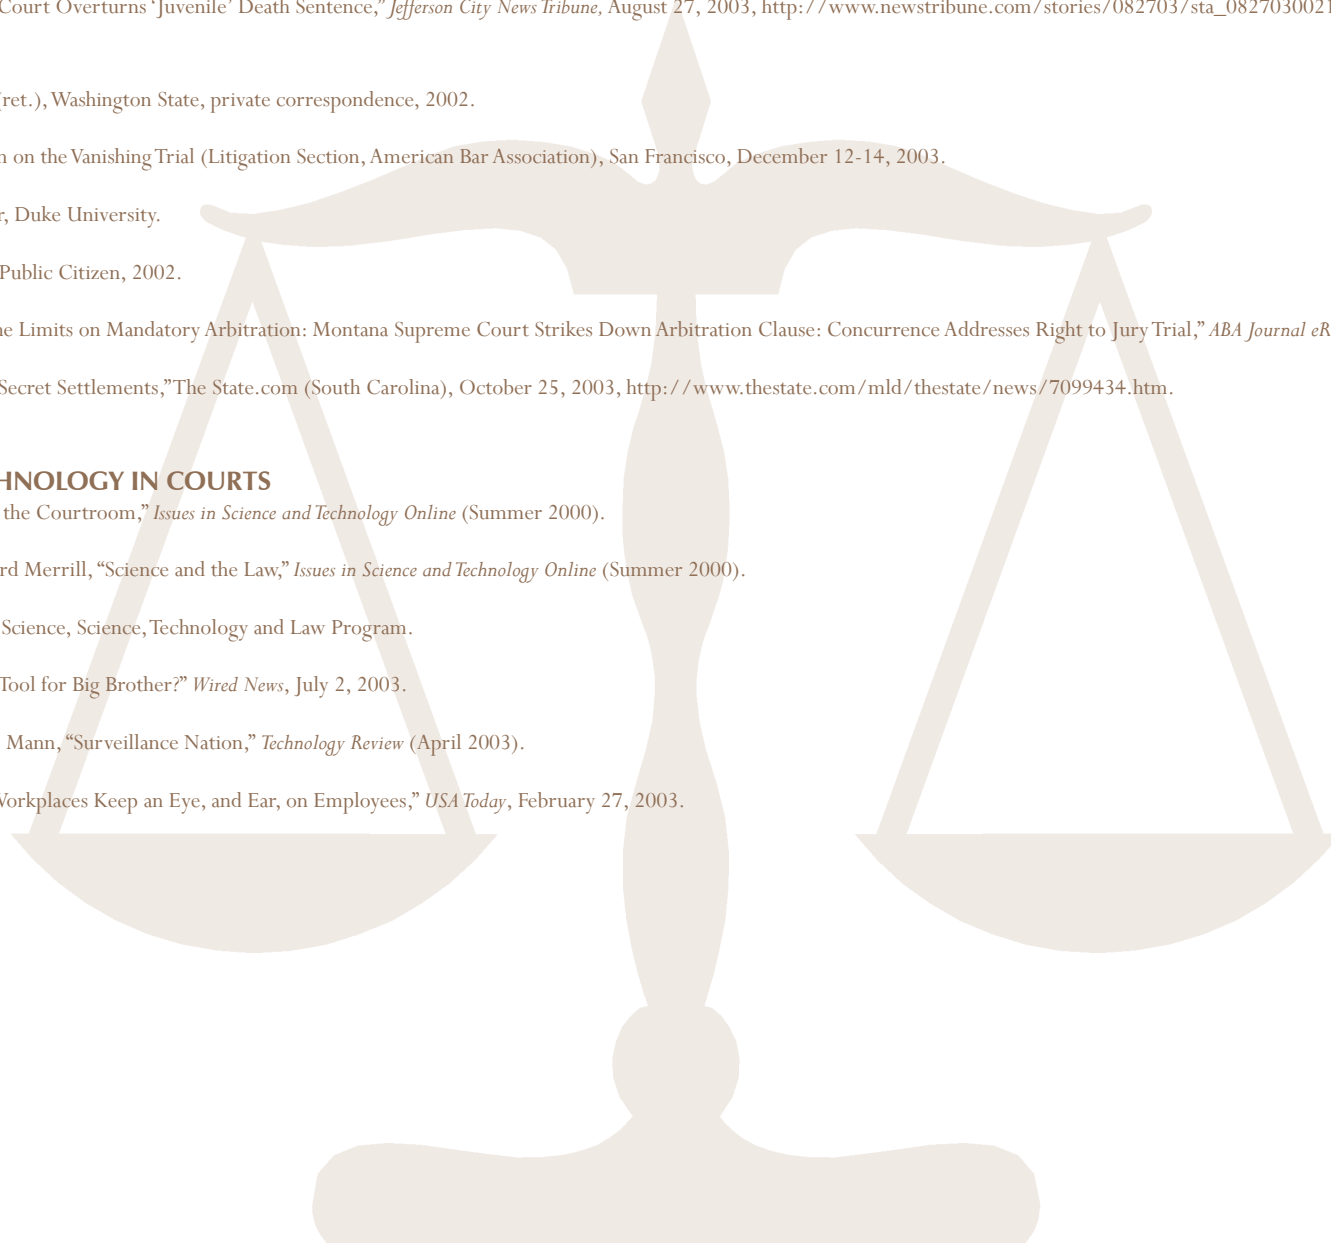 Court Overturns ‘Juvenile’ Death Sentence,” Jefferson City News Tribune, August 27, 2003, http://www.newstribune.com/stories/082703/sta_0827030021
(ret.), Washington State, private correspondence, 2002.
n on the Vanishing Trial (Litigation Section, American Bar Association), San Francisco, December 12-14, 2003.
r, Duke University.
Public Citizen, 2002.
he Limits on Mandatory Arbitration: Montana Supreme Court Strikes Down Arbitration Clause: Concurrence Addresses Right to Jury Trial,” ABA Journal eR
Secret Settlements,” The State.com (South Carolina), October 25, 2003, http://www.thestate.com/mld/thestate/news/7099434.htm.
HNOLOGY IN COURTS
the Courtroom,” Issues in Science and Technology Online (Summer 2000).
rd Merrill, “Science and the Law,” Issues in Science and Technology Online (Summer 2000).
Science, Science, Technology and Law Program.
Tool for Big Brother?” Wired News, July 2, 2003.
Mann, “Surveillance Nation,” Technology Review (April 2003).
Workplaces Keep an Eye, and Ear, on Employees,” USA Today, February 27, 2003.